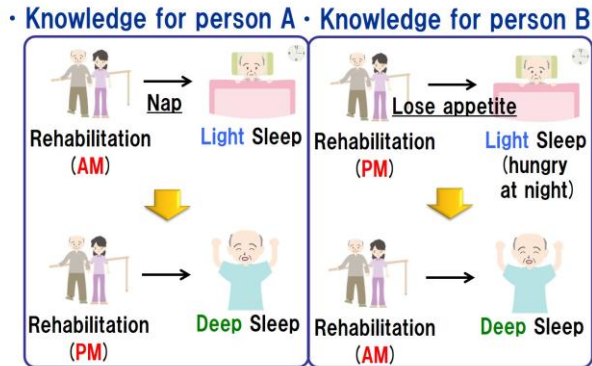 ・Knowledge for person A・Knowledge for person B
Nap
Rehabilitation
(AM)
Light Sleep
Rehabilitation
(PM)
Deep Sleep
Lose appetite
Rehabilitation
(PM)
Light Sleep
(hungry
at night)
Rehabilitation
(AM)
Deep Sleep